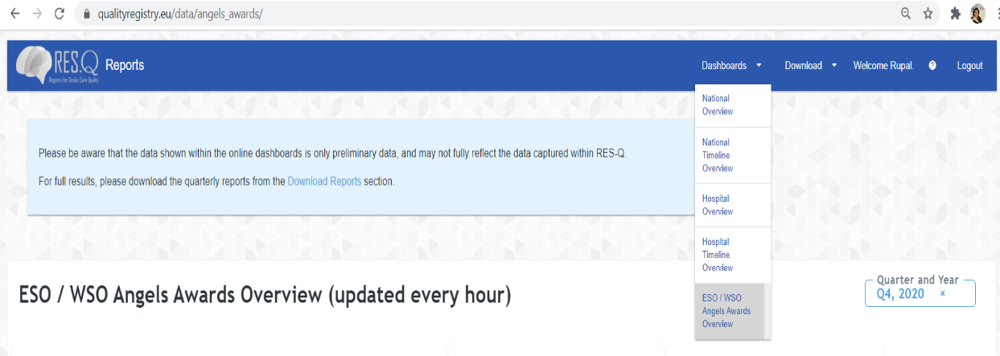 qualityregistry.eu/data/angels_awards/
RES.Q
Registry for Stroke Care Quality
Reports
Dashboards
Download
Welcome Rupal.
?
Logout
National
Overview
National
Timeline
Overview
Hospital
Overview
Hospital
Timeline
Overview
ESO / WSO
Angels Awards
Overview
Please be aware that the data shown within the online dashboards is only preliminary data, and may not fully reflect the data captured within RES-Q.
For full results, please download the quarterly reports from the Download Reports section.
ESO / WSO Angels Awards Overview (updated every hour)
Quarter and Year
Q4, 2020 ×